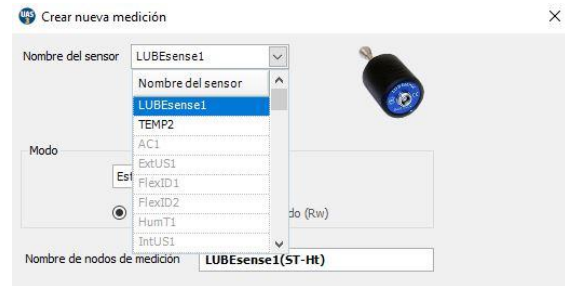 UAS Crear nueva medición
Nombre del sensor LUBEsense1
Nombre del sensor
LUBEsense1
TEMP2
AC1
ExtUS1
FlexID1
FlexID2
HumT1
IntUS1
Modo
do (Rw)
Nombre de nodos de medición LUBEsense1(ST-Ht)